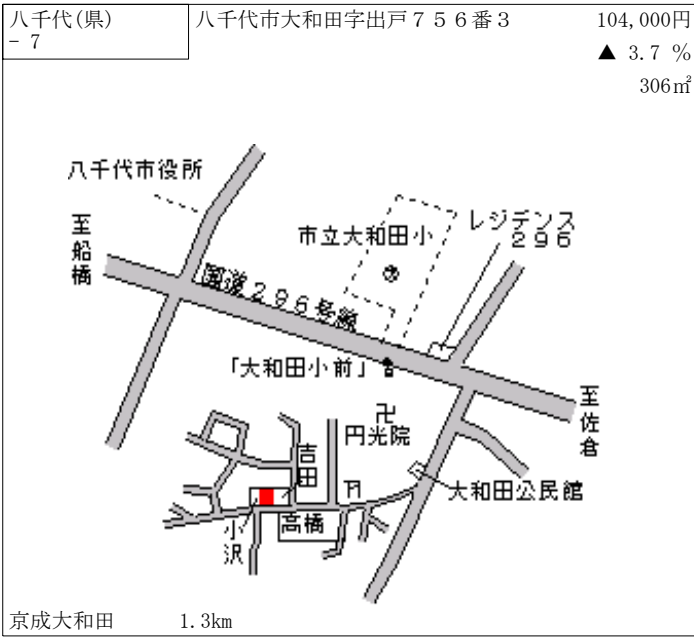 八千代(県)
- 7
八千代市大和田字出戸７５６番３
104,000円
▲ 3.7 %
306㎡
八千代市役所
至船橋
市立大和田小
レジデンス
２９６
国道２９６号線
「大和田小前」
至佐倉
卍
円光院
吉田
大和田公民館
小沢
高橋
京成大和田 1.3km